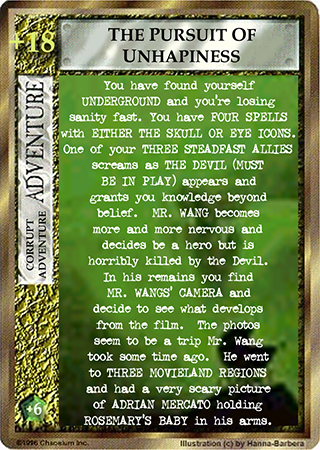 +18
THE PURSUIT OF
UNHAPINESS
CORRUPT
ADVENTURE
ADVENTURE
You have found yourself
UNDERGROUND and you're losing
sanity fast. You have FOUR SPELLS
with EITHER THE SKULL OR EYE ICONS.
One of your THREE STEADFAST ALLIES
screams as THE DEVIL (MUST
BE IN PLAY) appears and
grants you knowledge beyond
belief. MR. WANG becomes
more and more nervous and
decides to be a hero but is
horribly killed by the Devil.
In his remains you find
MR. WANGS' CAMERA and
decide to see what develops
from the film. The photos
seem to be a trip Mr. Wang
took some time ago. He went
to THREE MOVIELAND REGIONS
and had a very scary picture
of ADRIAN MERCATO holding
ROSEMARY'S BABY in his arms.
+6
©1996 Chaosium Inc.
Illustration (c) by Hanna-Barbera